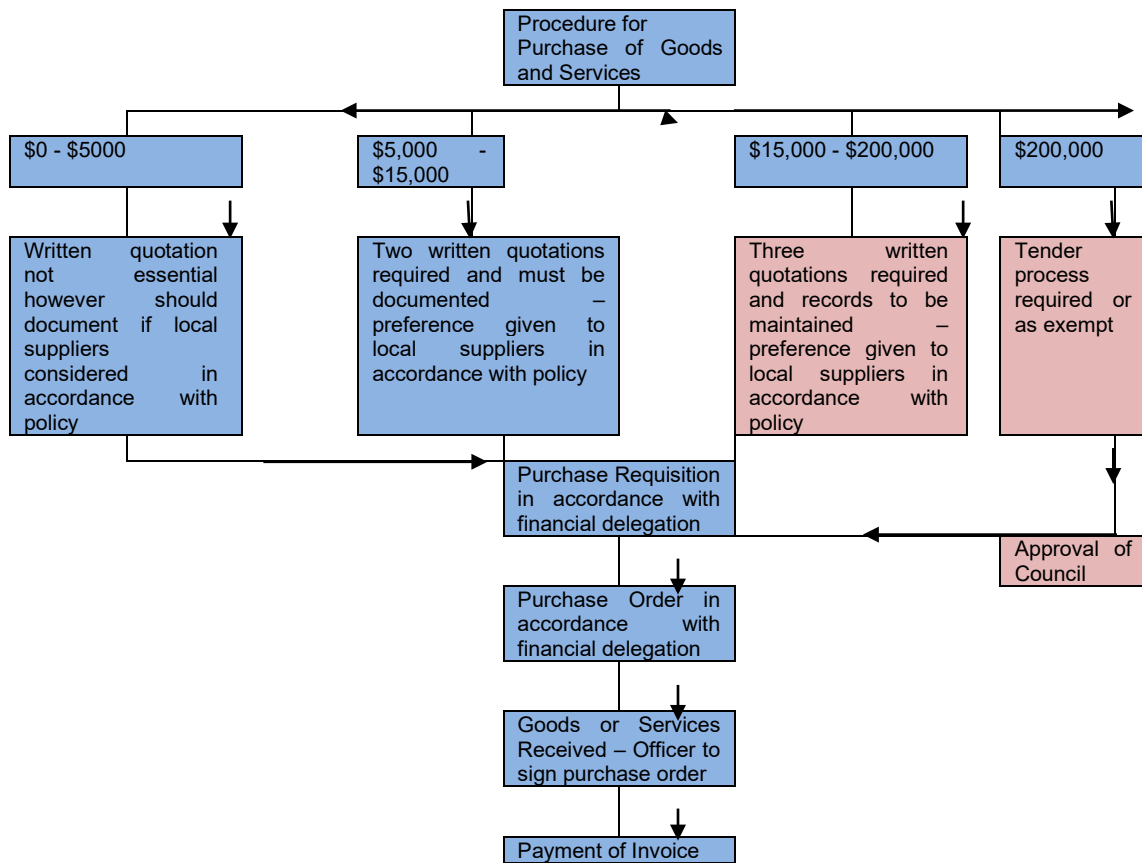 Procedure for
Purchase of Goods
and Services
$0 - $5000
$5,000 -
$15,000
$15,000 - $200,000
$200,000
Written quotation
not essential
however should
document if local
suppliers
considered in
accordance with
policy
Two written quotations
required and must be
documented –
preference given to
local suppliers in
accordance with policy
Three written
quotations required
and records to be
maintained –
preference given to
local suppliers in
accordance with
policy
Tender
process
required or
as exempt
Purchase Requisition
in accordance with
financial delegation
Approval of
Council
Purchase Order in
accordance with
financial delegation
Goods or Services
Received – Officer to
sign purchase order
Payment of Invoice